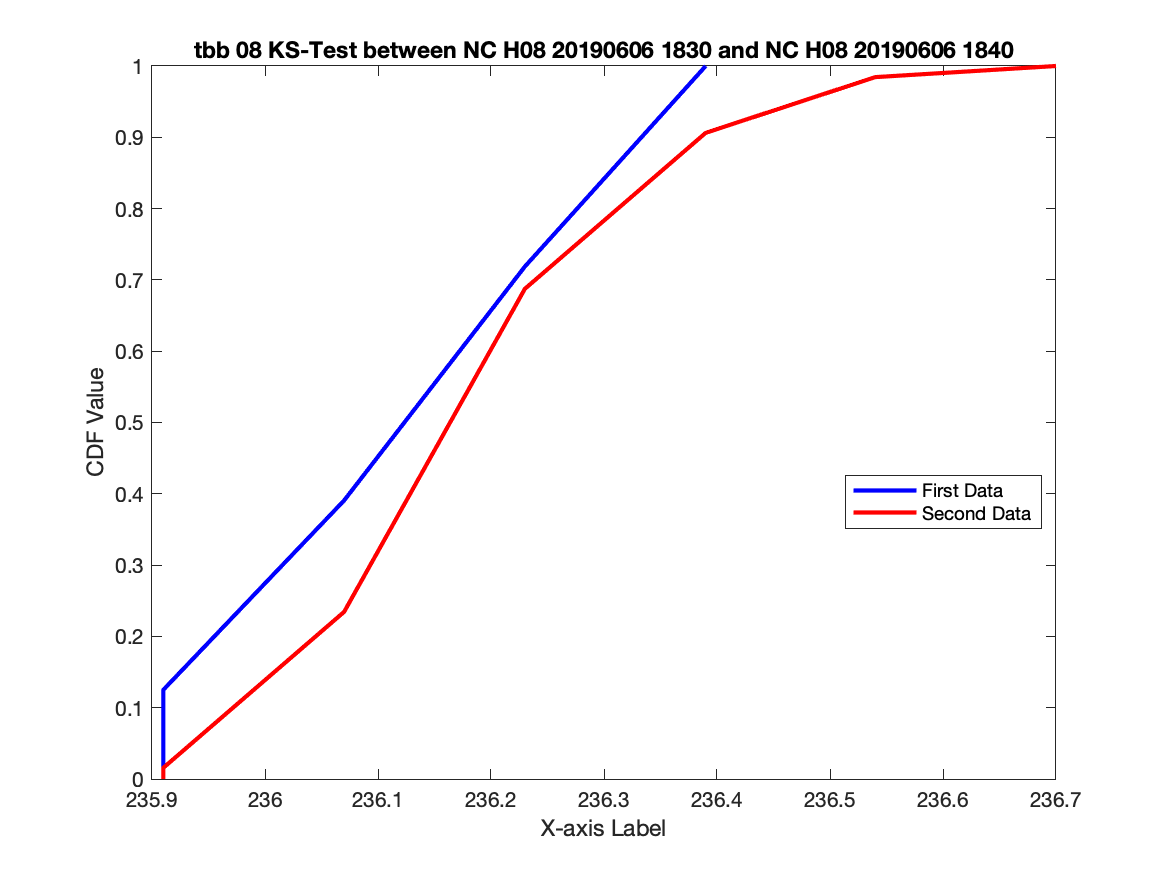 tbb 08 KS-Test between NC H08 20190606 1830 and NC H08 20190606 1840
1
0.9
0.8
0.7
0.6
0.5
0.4
0.3
0.2
0.1
0
CDF Value
First Data
Second Data
235.9 236 236.1 236.2 236.3 236.4 236.5 236.6 236.7
X-axis Label